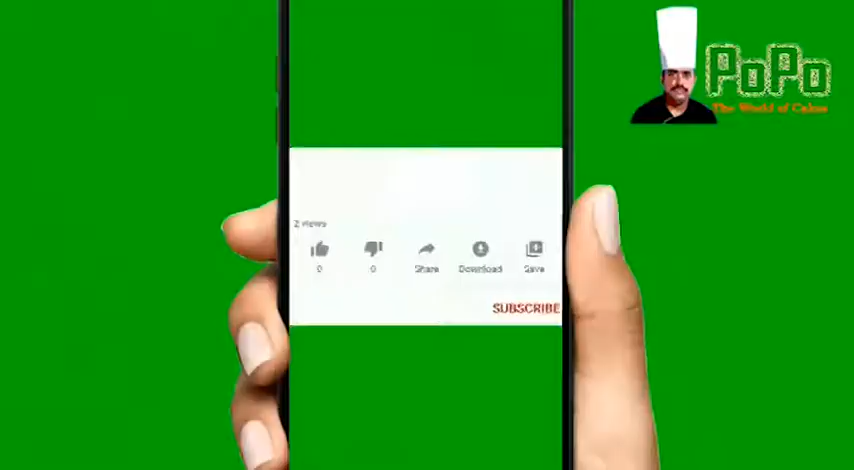 PoPo
The World of Cakes
2 views
0
0
Share
Download
Save
SUBSCRIBE